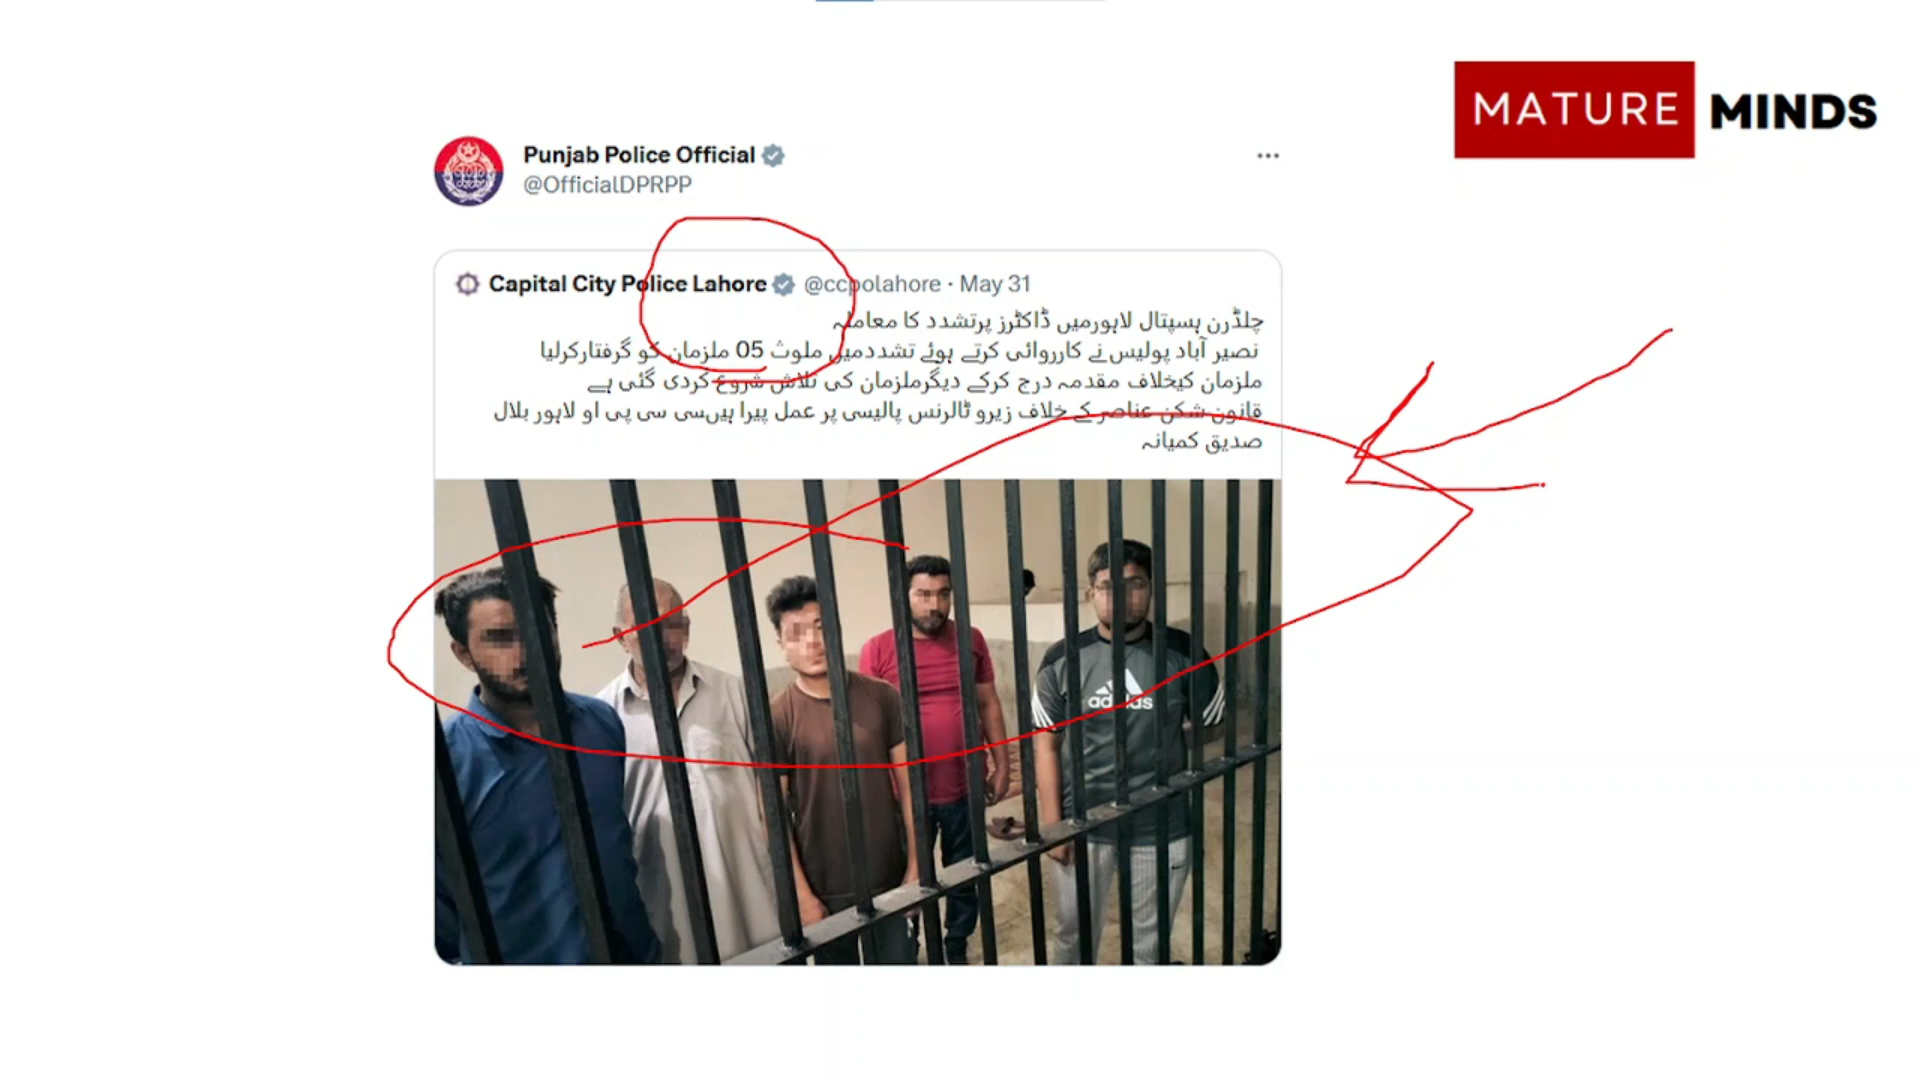 MATURE MINDS
Punjab Police Official
@OfficialDPRPP
Capital City Police Lahore @ccpolahore · May 31
چلڈرن ہسپتال لاہورمیں ڈاکٹرز پرتشدد کا معاملہ
نصیر آباد پولیس نے کارروائی کرتے ہوئے تشددمیں ملوث 05 ملزمان کو گرفتارکرلیا
ملزمان کیخلاف مقدمہ درج کرکے دیگرملزمان کی تلاش شروع کردی گئی ہے
قانون شکن عناصر کے خلاف زیرو ٹالرنس پالیسی پر عمل پیرا ہیںسی سی پی او لاہور بلال
صدیق کمیانہ
adidas